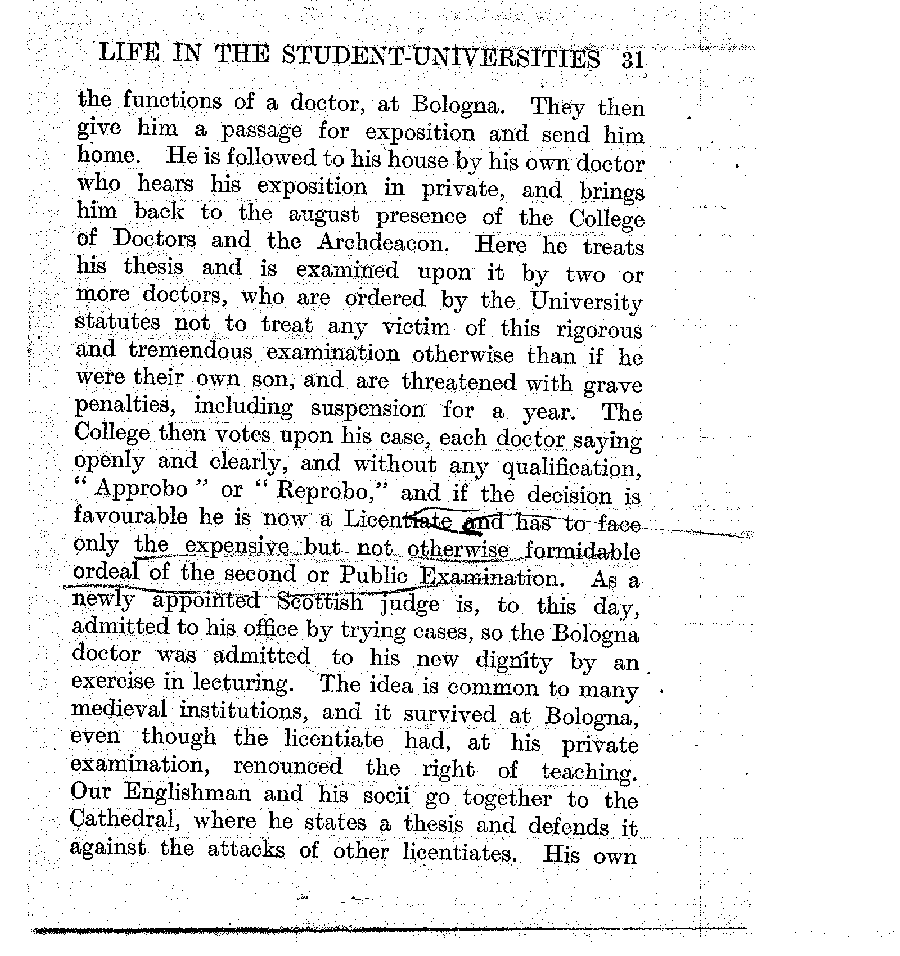 LIFE IN THE STUDENT-UNIVERSITIES 31
the functions of a doctor, at Bologna. They then
give him a passage for exposition and send him
home. He is followed to his house by his own doctor
who hears his exposition in private, and brings
him back to the august presence of the College
of Doctors and the Archdeacon. Here he treats
his thesis and is examined upon it by two or
more doctors, who are ordered by the University
statutes not to treat any victim of this rigorous
and tremendous examination otherwise than if he
were their own son, and are threatened with grave
penalties, including suspension for a year. The
College then votes upon his case, each doctor saying
openly and clearly, and without any qualification,
“ Approbo ” or “ Reprobo,” and if the decision is
favourable he is now a Licentiate and has to face
only the expensive but not otherwise formidable
ordeal of the second or Public Examination. As a
newly appointed Scottish judge is, to this day,
admitted to his office by trying cases, so the Bologna
doctor was admitted to his new dignity by an
exercise in lecturing. The idea is common to many
medieval institutions, and it survived at Bologna,
even though the licentiate had, at his private
examination, renounced the right of teaching.
Our Englishman and his socii go together to the
Cathedral, where he states a thesis and defends it
against the attacks of other licentiates. His own